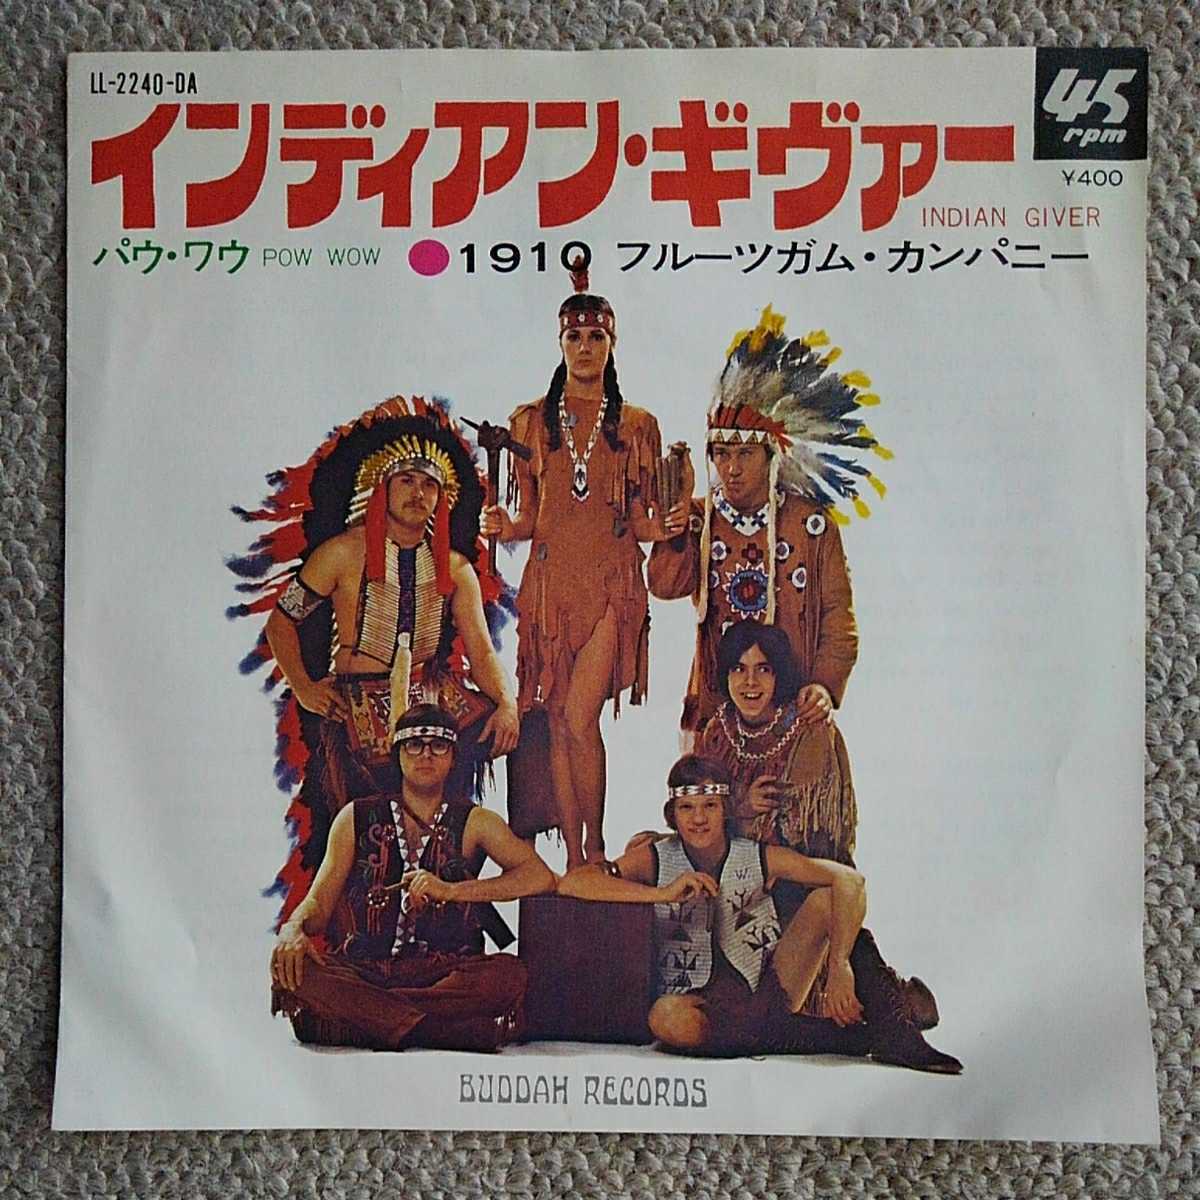 LL-2240-DA
45 rpm
インディアン・ギヴァー
¥400
INDIAN GIVER
パウ・ワウ POW WOW ●1910 フルーツガム・カンパニー
BUDDAH RECORDS